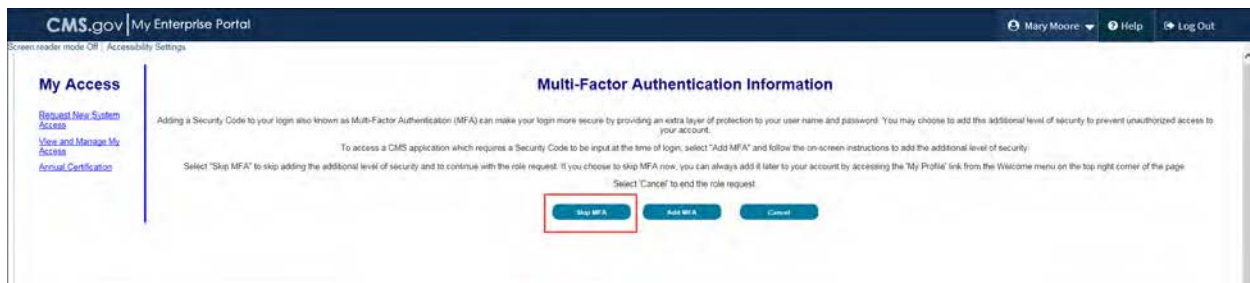 CMS.gov | My Enterprise Portal
Mary Moore
Help
Log Out
Screen reader mode Off | Accessibility Settings
My Access
Request New System
Access
View and Manage My
Access
Annual Certification
Multi-Factor Authentication Information
Adding a Security Code to your login also known as Multi-Factor Authentication (MFA) can make your login more secure by providing an extra layer of protection to your user name and password. You may choose to add this additional level of security to prevent unauthorized access to
your account.
To access a CMS application which requires a Security Code to be input at the time of login, select "Add MFA" and follow the on-screen instructions to add the additional level of security.
Select "Skip MFA" to skip adding the additional level of security and to continue with the role request. If you choose to skip MFA now, you can always add it later to your account by accessing the 'My Profile' link from the Welcome menu on the top right corner of the page.
Select 'Cancel' to end the role request
Skip MFA
Add MFA
Cancel